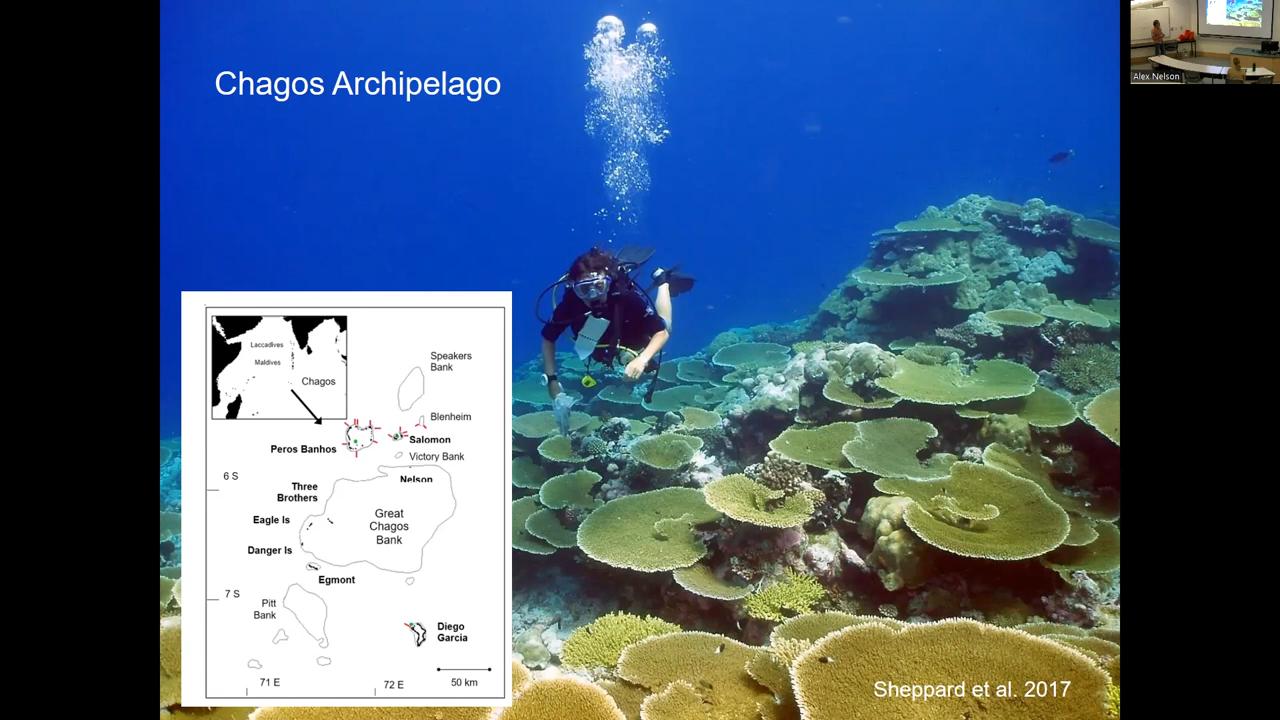 Chagos Archipelago
Alex Nelson
Laccadives
Maldives
Chagos
Speakers
Bank
Blenheim
Peros Banhos
Salomon
Victory Bank
6 S
Nelson
Three
Brothers
Eagle Is
Great
Chagos
Bank
Danger Is
Egmont
7 S
Pitt
Bank
Diego
Garcia
71 E
72 E
50 km
Sheppard et al. 2017